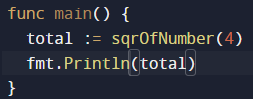 func main() {
  total := sqrOfNumber(4)
  fmt.Println(total)
}